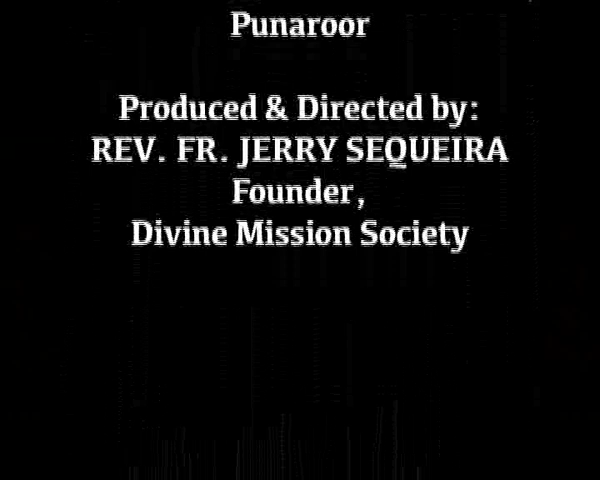 Punaroor
Produced & Directed by:
REV. FR. JERRY SEQUEIRA
Founder,
Divine Mission Society